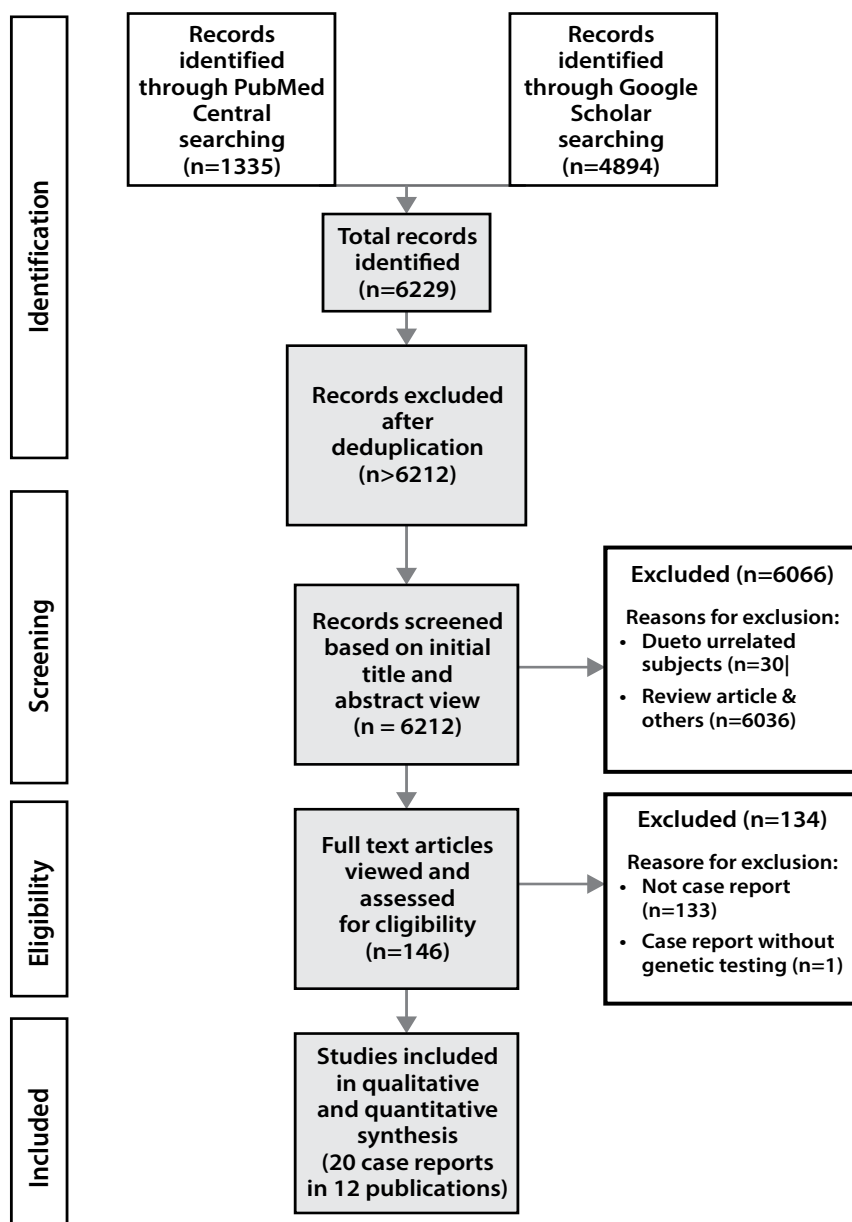 Records
identified
through PubMed
Central
searching
(n=1335)
Records
identified
through Google
Scholar
searching
(n=4894)
Identification
Total records
identified
(n=6229)
Records excluded
after
deduplication
(n>6212)
Screening
Records screened
based on initial
title and
abstract view
(n = 6212)
Excluded (n=6066)
Reasons for exclusion:
• Dueto urrelated
subjects (n=30|
• Review article &
others (n=6036)
Eligibility
Full text articles
viewed and
assessed
for cligibility
(n=146)
Excluded (n=134)
Reasore for exclusion:
• Not case report
(n=133)
• Case report without
genetic testing (n=1)
Included
Studies included
in qualitative
and quantitative
synthesis
(20 case reports
in 12 publications)